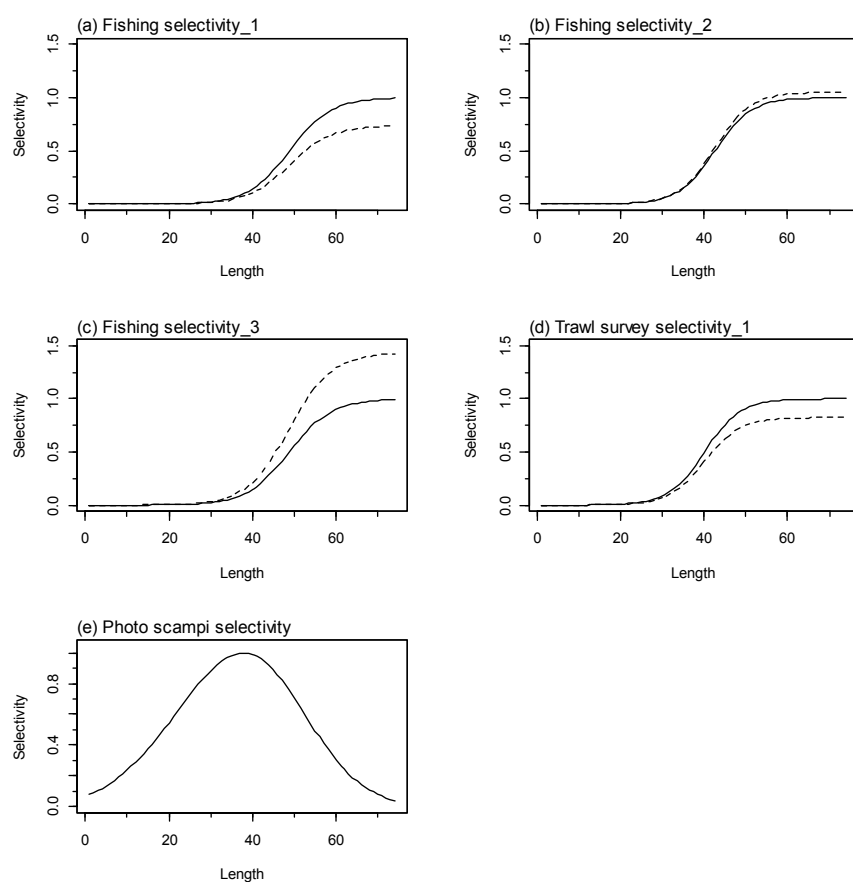 (a) Fishing selectivity_1
Selectivity
0.0 0.5 1.0 1.5
0 20 40 60
Length
(b) Fishing selectivity_2
Selectivity
0.0 0.5 1.0 1.5
0 20 40 60
Length
(c) Fishing selectivity_3
Selectivity
0.0 0.5 1.0 1.5
0 20 40 60
Length
(d) Trawl survey selectivity_1
Selectivity
0.0 0.5 1.0 1.5
0 20 40 60
Length
(e) Photo scampi selectivity
Selectivity
0.0 0.4 0.8
0 20 40 60
Length